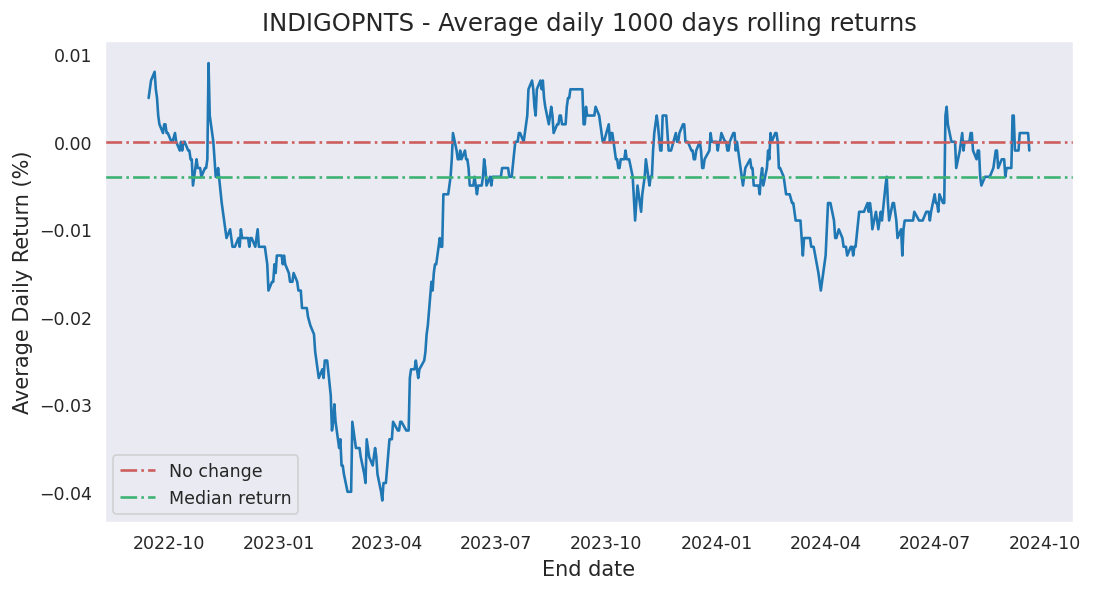 INDIGOPNTS - Average daily 1000 days rolling returns
Average Daily Return (%)
0.01
0.00
−0.01
−0.02
−0.03
−0.04
No change
Median return
2022-10 2023-01 2023-04 2023-07 2023-10 2024-01 2024-04 2024-07 2024-10
End date